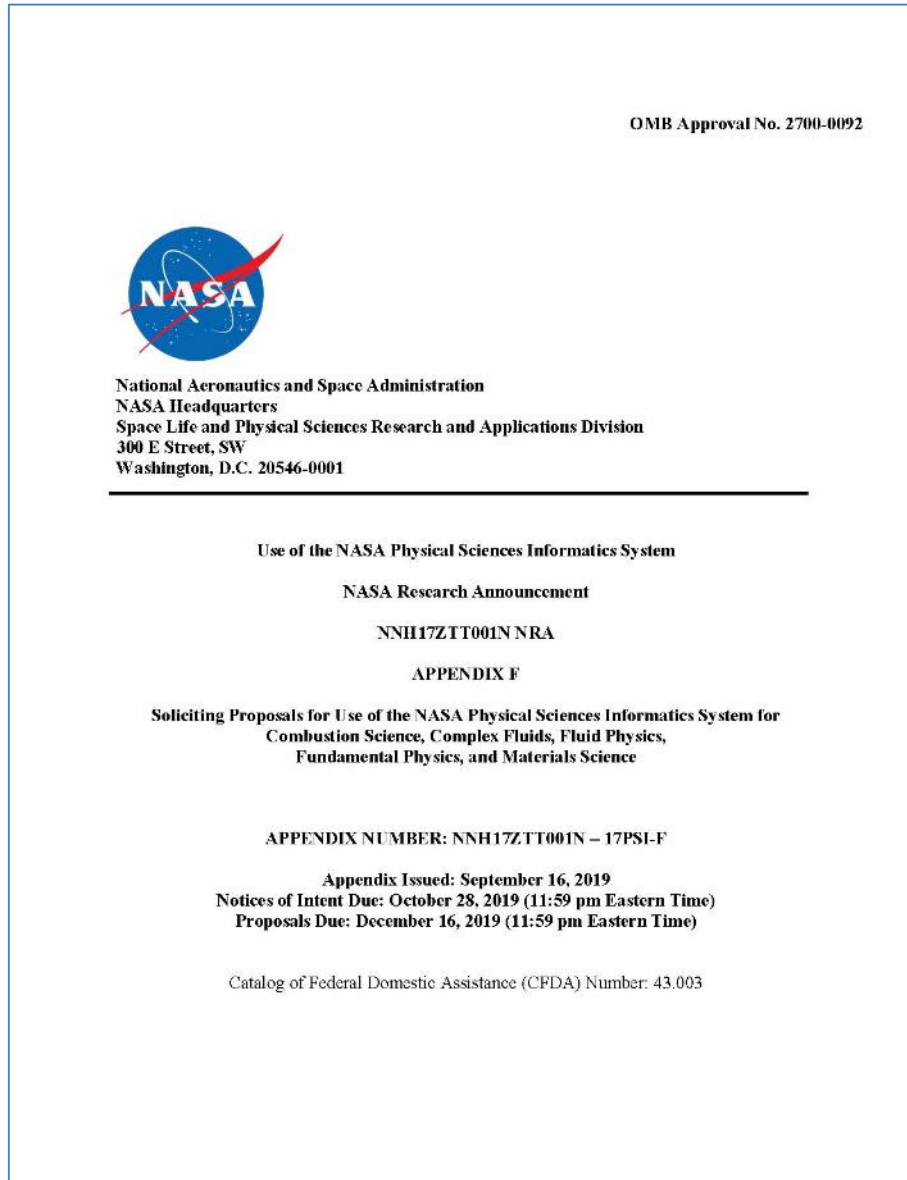 OMB Approval No. 2700-0092
NASA
National Aeronautics and Space Administration
NASA Headquarters
Space Life and Physical Sciences Research and Applications Division
300 E Street, SW
Washington, D.C. 20546-0001
Use of the NASA Physical Sciences Informatics System
NASA Research Announcement
NNH17ZTT001N NRA
APPENDIX F
Soliciting Proposals for Use of the NASA Physical Sciences Informatics System for
Combustion Science, Complex Fluids, Fluid Physics,
Fundamental Physics, and Materials Science
APPENDIX NUMBER: NNH17ZTT001N – 17PSI-F
Appendix Issued: September 16, 2019
Notices of Intent Due: October 28, 2019 (11:59 pm Eastern Time)
Proposals Due: December 16, 2019 (11:59 pm Eastern Time)
Catalog of Federal Domestic Assistance (CFDA) Number: 43.003